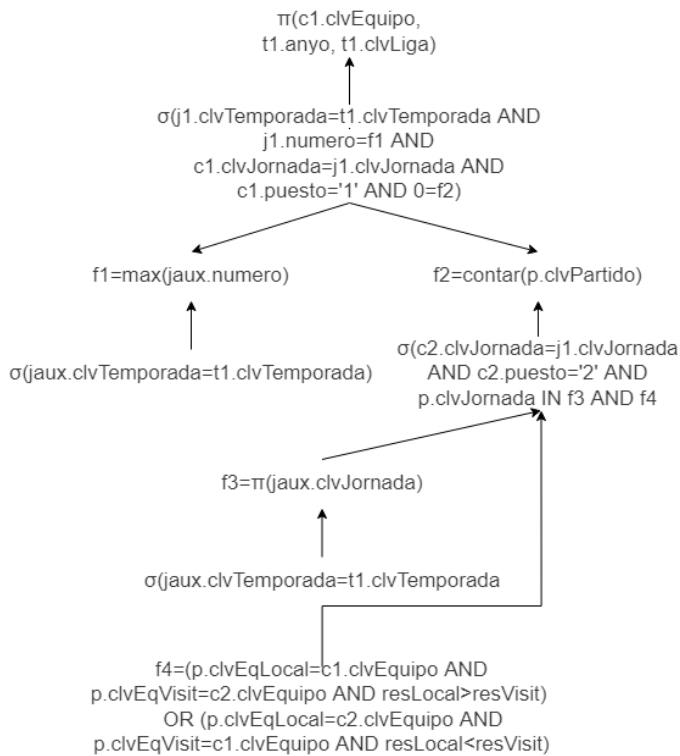 π(c1.clvEquipo,
t1.anyo, t1.clvLiga)
σ(j1.clvTemporada=t1.clvTemporada AND
j1.numero=f1 AND
c1.clvJornada=j1.clvJornada AND
c1.puesto='1' AND 0=f2)
f1=max(jaux.numero)
f2=contar(p.clvPartido)
σ(jaux.clvTemporada=t1.clvTemporada)
σ(c2.clvJornada=j1.clvJornada
AND c2.puesto='2' AND
p.clvJornada IN f3 AND f4
f3=π(jaux.clvJornada)
σ(jaux.clvTemporada=t1.clvTemporada
f4=(p.clvEqLocal=c1.clvEquipo AND
p.clvEqVisit=c2.clvEquipo AND resLocal>resVisit)
OR (p.clvEqLocal=c2.clvEquipo AND
p.clvEqVisit=c1.clvEquipo AND resLocal<resVisit)